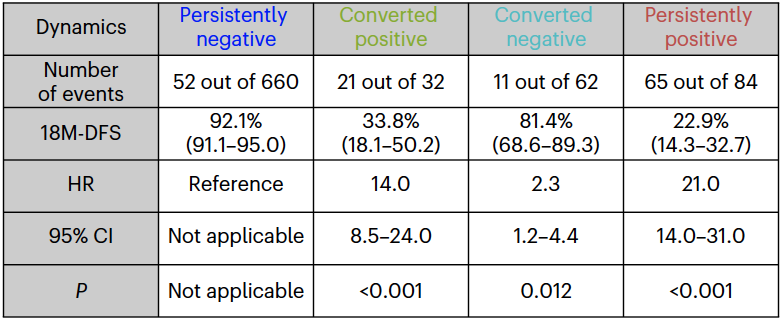 Dynamics Persistently negative Converted positive Converted negative Persistently positive
Number of events 52 out of 660 21 out of 32 11 out of 62 65 out of 84
18M-DFS 92.1% (91.1–95.0) 33.8% (18.1–50.2) 81.4% (68.6–89.3) 22.9% (14.3–32.7)
HR Reference 14.0 2.3 21.0
95% CI Not applicable 8.5–24.0 1.2–4.4 14.0–31.0
P Not applicable <0.001 0.012 <0.001